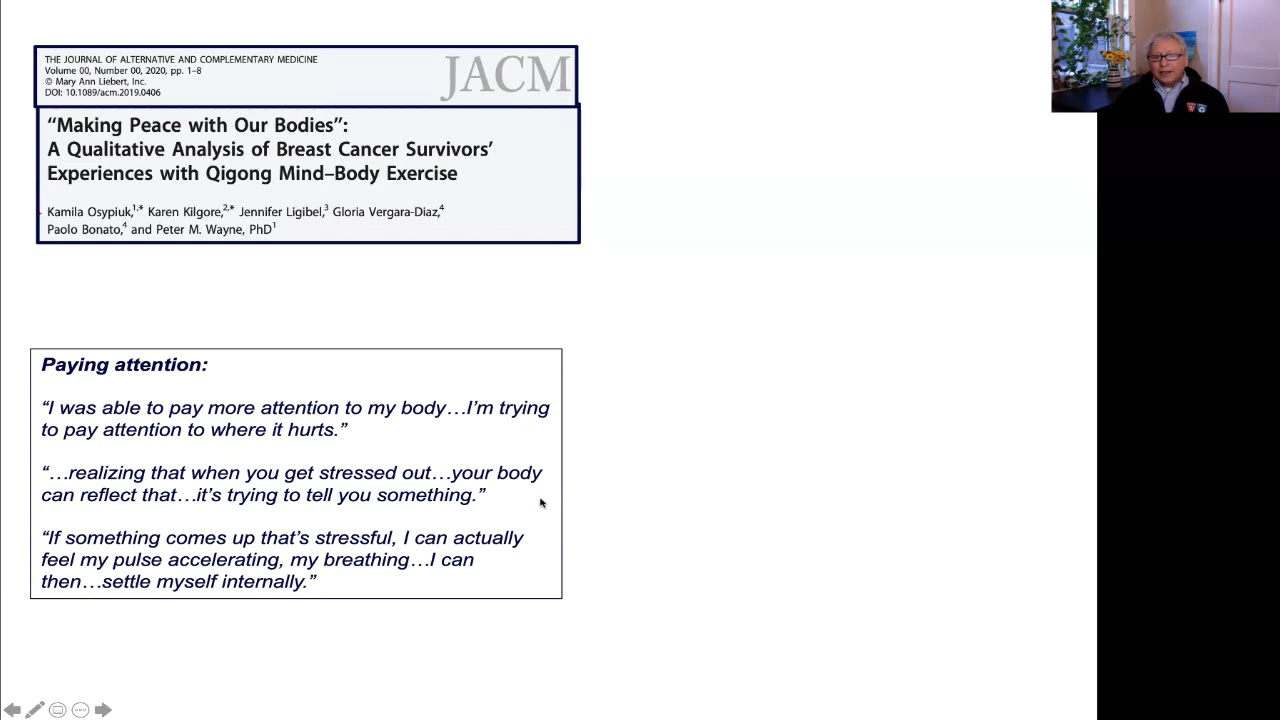 THE JOURNAL OF ALTERNATIVE AND COMPLEMENTARY MEDICINE
Volume 00, Number 00, 2020, pp. 1–8
© Mary Ann Liebert, Inc.
DOI: 10.1089/acm.2019.0406
JACM
“Making Peace with Our Bodies”:
A Qualitative Analysis of Breast Cancer Survivors’
Experiences with Qigong Mind–Body Exercise
Kamila Osypiuk,1,* Karen Kilgore,2,* Jennifer Ligibel,3 Gloria Vergara-Diaz,4
Paolo Bonato,4 and Peter M. Wayne, PhD1
Paying attention:
“I was able to pay more attention to my body…I’m trying
to pay attention to where it hurts.”
“…realizing that when you get stressed out…your body
can reflect that…it’s trying to tell you something.”
“If something comes up that’s stressful, I can actually
feel my pulse accelerating, my breathing…I can
then…settle myself internally.”